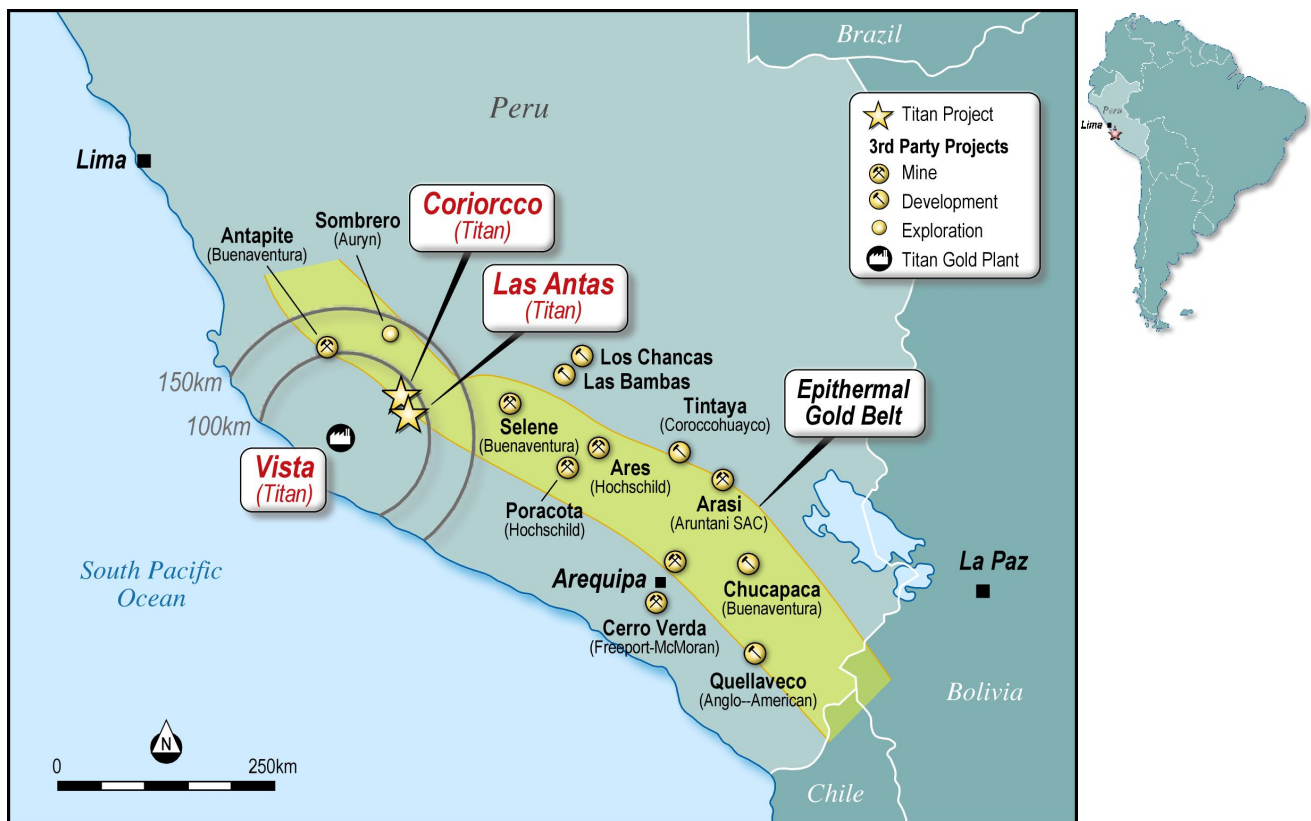 Brazil
Peru
Lima
Titan Project
3rd Party Projects
Mine
Development
Exploration
Titan Gold Plant
Coriorcco
(Titan)
Sombrero
(Auryn)
Antapite
(Buenaventura)
Las Antas
(Titan)
150km
100km
Los Chancas
Las Bambas
Epithermal
Gold Belt
Tintaya
(Coroccohuayco)
Selene
(Buenaventura)
Ares
(Hochschild)
Vista
(Titan)
Poracota
(Hochschild)
Arasi
(Aruntani SAC)
South Pacific
Ocean
Arequipa
La Paz
Chucapaca
(Buenaventura)
Cerro Verda
(Freeport-McMoran)
Quellaveco
(Anglo--American)
Bolivia
N
0
250km
Chile
Peru
Lima